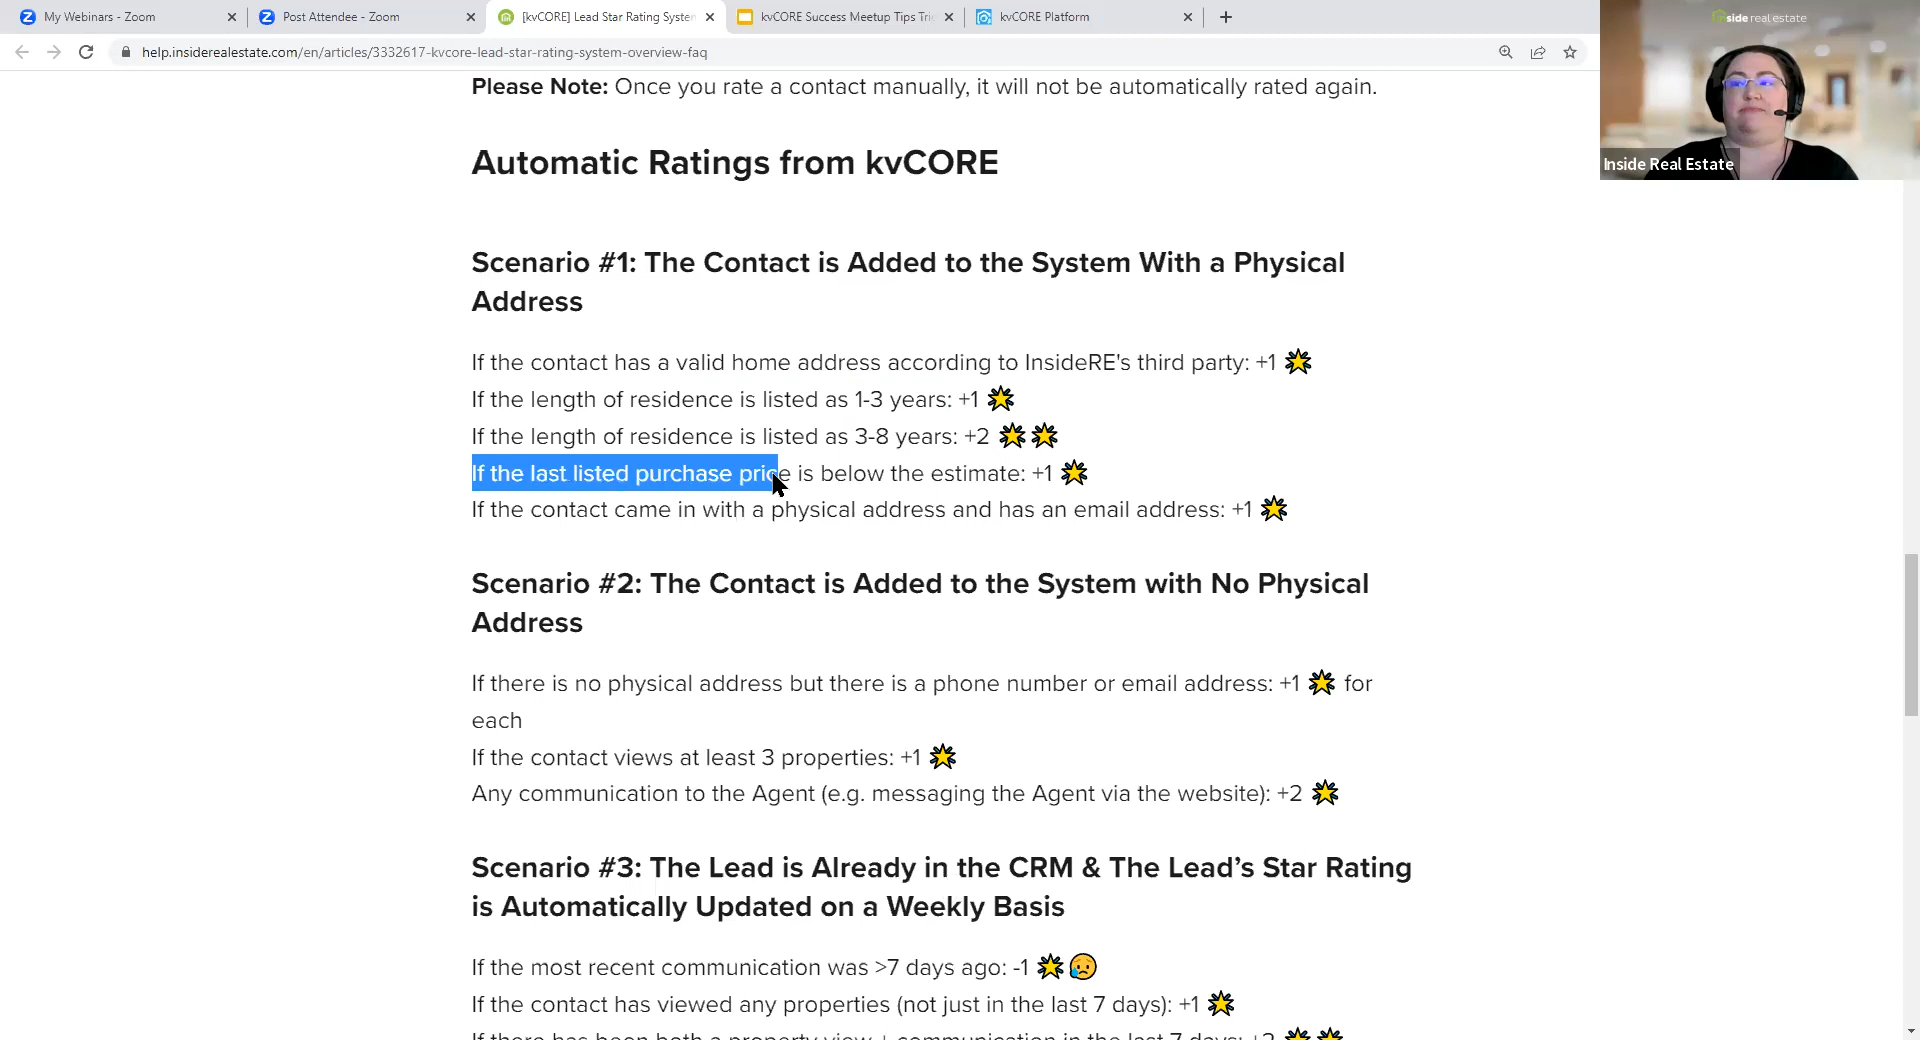 My Webinars - Zoom
Post Attendee - Zoom
[kvCORE] Lead Star Rating System
kvCORE Success Meetup Tips Tri
kvCORE Platform
help.insiderealestate.com/en/articles/3332617-kvcore-lead-star-rating-system-overview-faq
inside real estate
Inside Real Estate
Please Note: Once you rate a contact manually, it will not be automatically rated again.
Automatic Ratings from kvCORE
Scenario #1: The Contact is Added to the System With a Physical
Address
If the contact has a valid home address according to InsideRE's third party: +1
If the length of residence is listed as 1-3 years: +1
If the length of residence is listed as 3-8 years: +2
If the last listed purchase price is below the estimate: +1
If the contact came in with a physical address and has an email address: +1
Scenario #2: The Contact is Added to the System with No Physical
Address
If there is no physical address but there is a phone number or email address: +1 🌟 for
each
If the contact views at least 3 properties: +1
Any communication to the Agent (e.g. messaging the Agent via the website): +2
Scenario #3: The Lead is Already in the CRM & The Lead’s Star Rating
is Automatically Updated on a Weekly Basis
If the most recent communication was >7 days ago: -1
If the contact has viewed any properties (not just in the last 7 days): +1
If there has been both a property view + communication in the last 7 days: +2